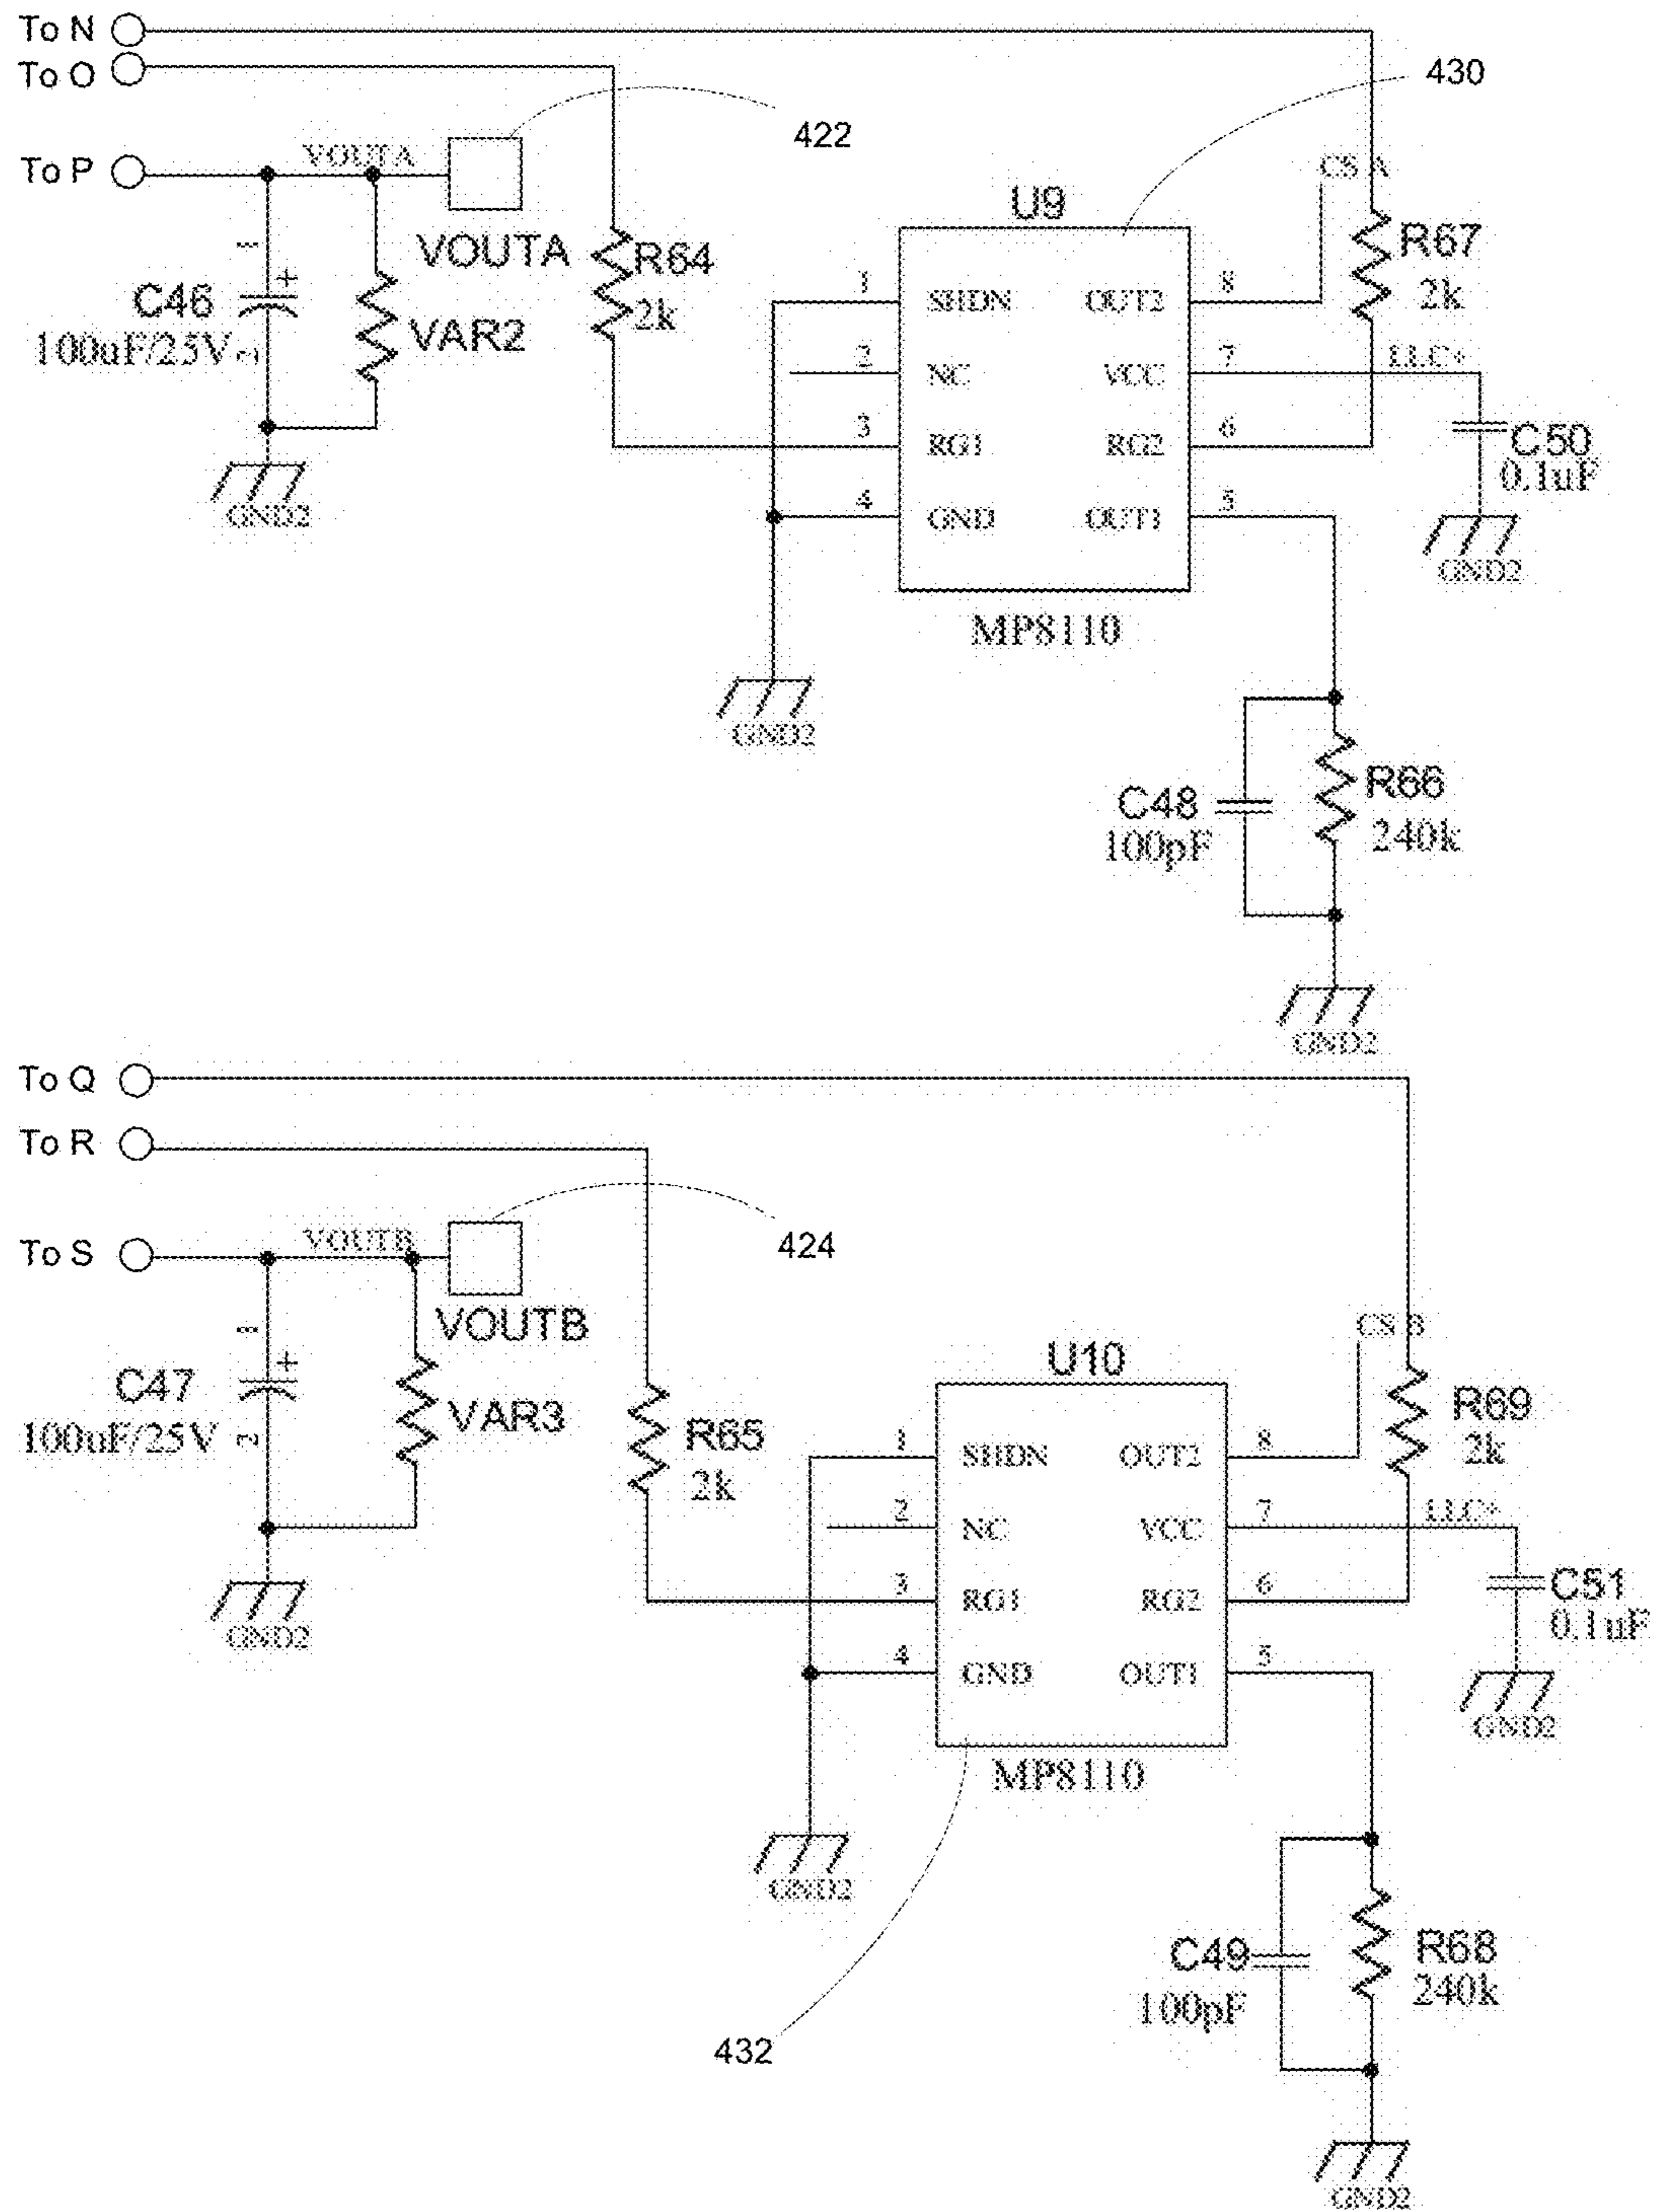 To N
To O
430
422
To P
VOUTA
CS A
U9
VOUTA
R64
2k
R67
2k
1
+
C46
100uF/25V
2
VAR2
1
SHDN
OUT2
8
2
NC
VCC
7
LLC+
3
RG1
RG2
6
C50
0.1uF
4
GND
OUT1
5
GND2
GND2
MP8110
GND2
C48
100pF
R66
240k
GND2
To Q
To R
424
To S
VOUTB
VOUTB
CS B
U10
1
+
C47
100uF/25V
2
VAR3
R65
2k
R69
2k
1
SHDN
OUT2
8
2
NC
VCC
7
LLC+
3
RG1
RG2
6
C51
0.1uF
4
GND
OUT1
5
GND2
GND2
MP8110
GND2
C49
100pF
R68
240k
432
GND2